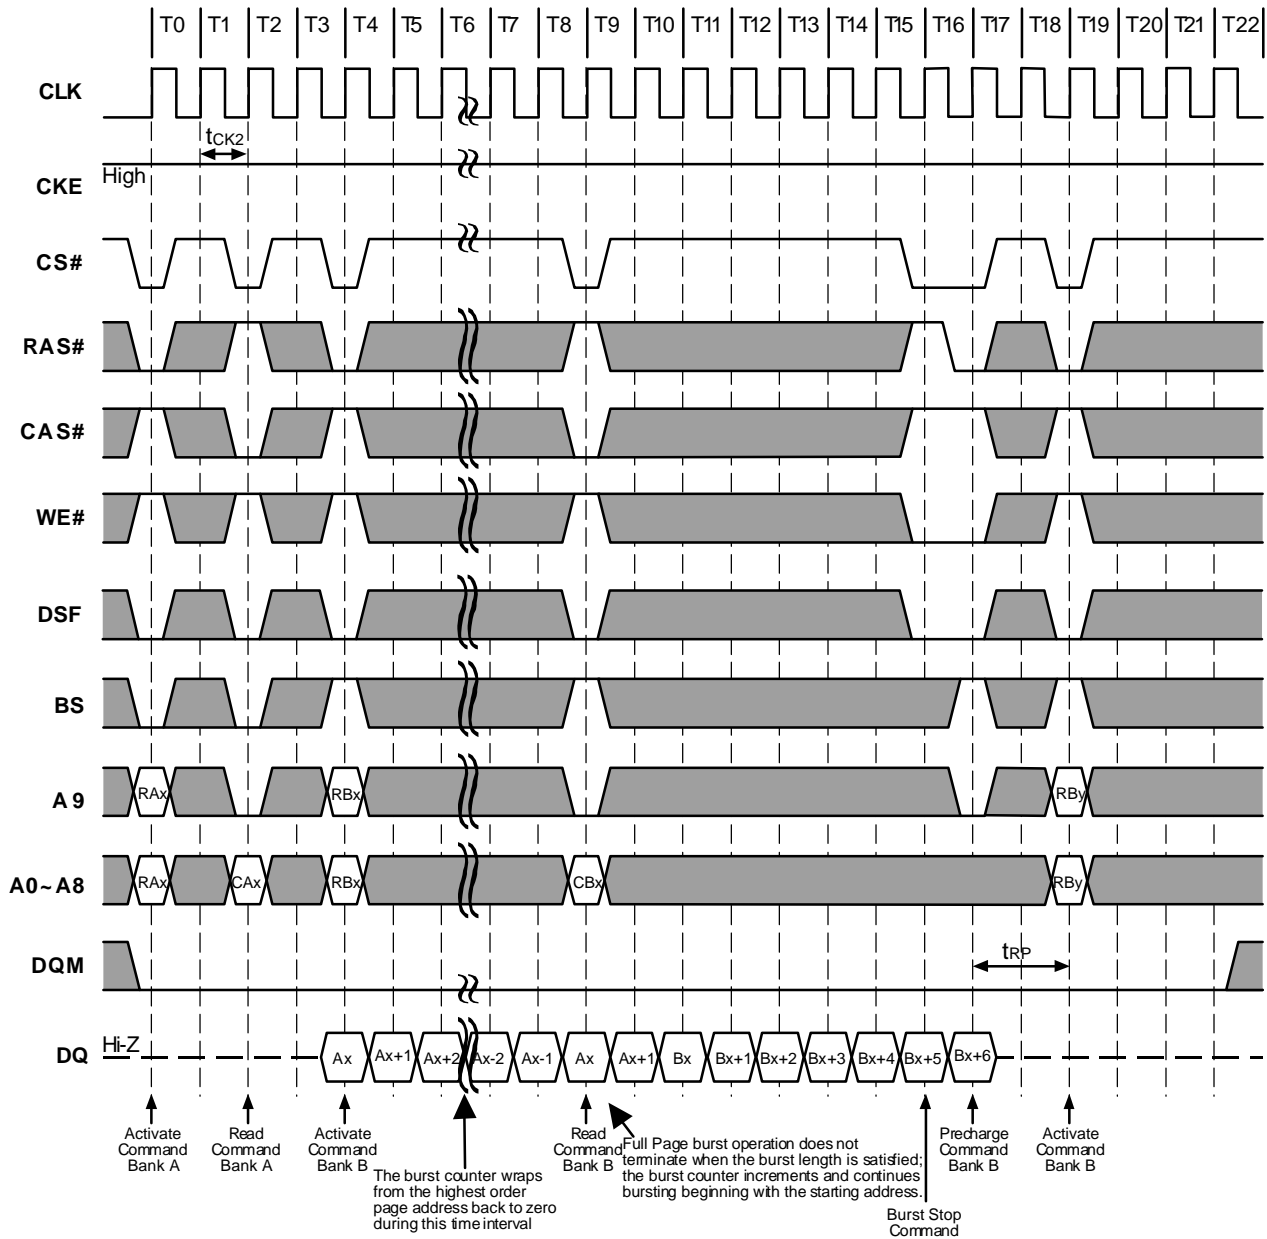 T0 T1 T2 T3 T4 T5 T6 T7 T8 T9 T10 T11 T12 T13 T14 T15 T16 T17 T18 T19 T20 T21 T22
CLK
tCK2
High
CKE
CS#
RAS#
CAS#
WE#
DSF
BS
A9 RAx RBx RBy
A0~A8 RAx CAx RBx CBx RBy
DQM tRP
Hi-Z
DQ Ax Ax+1 Ax+2 Ax-2 Ax-1 Ax Ax+1 Bx Bx+1 Bx+2 Bx+3 Bx+4 Bx+5 Bx+6
Activate
Command
Bank A
Read
Command
Bank A
Activate
Command
Bank B
The burst counter wraps
from the highest order
page address back to zero
during this time interval
Read
Command
Bank B
Full Page burst operation does not
terminate when the burst length is satisfied;
the burst counter increments and continues
bursting beginning with the starting address.
Burst Stop
Command
Precharge
Command
Bank B
Activate
Command
Bank B